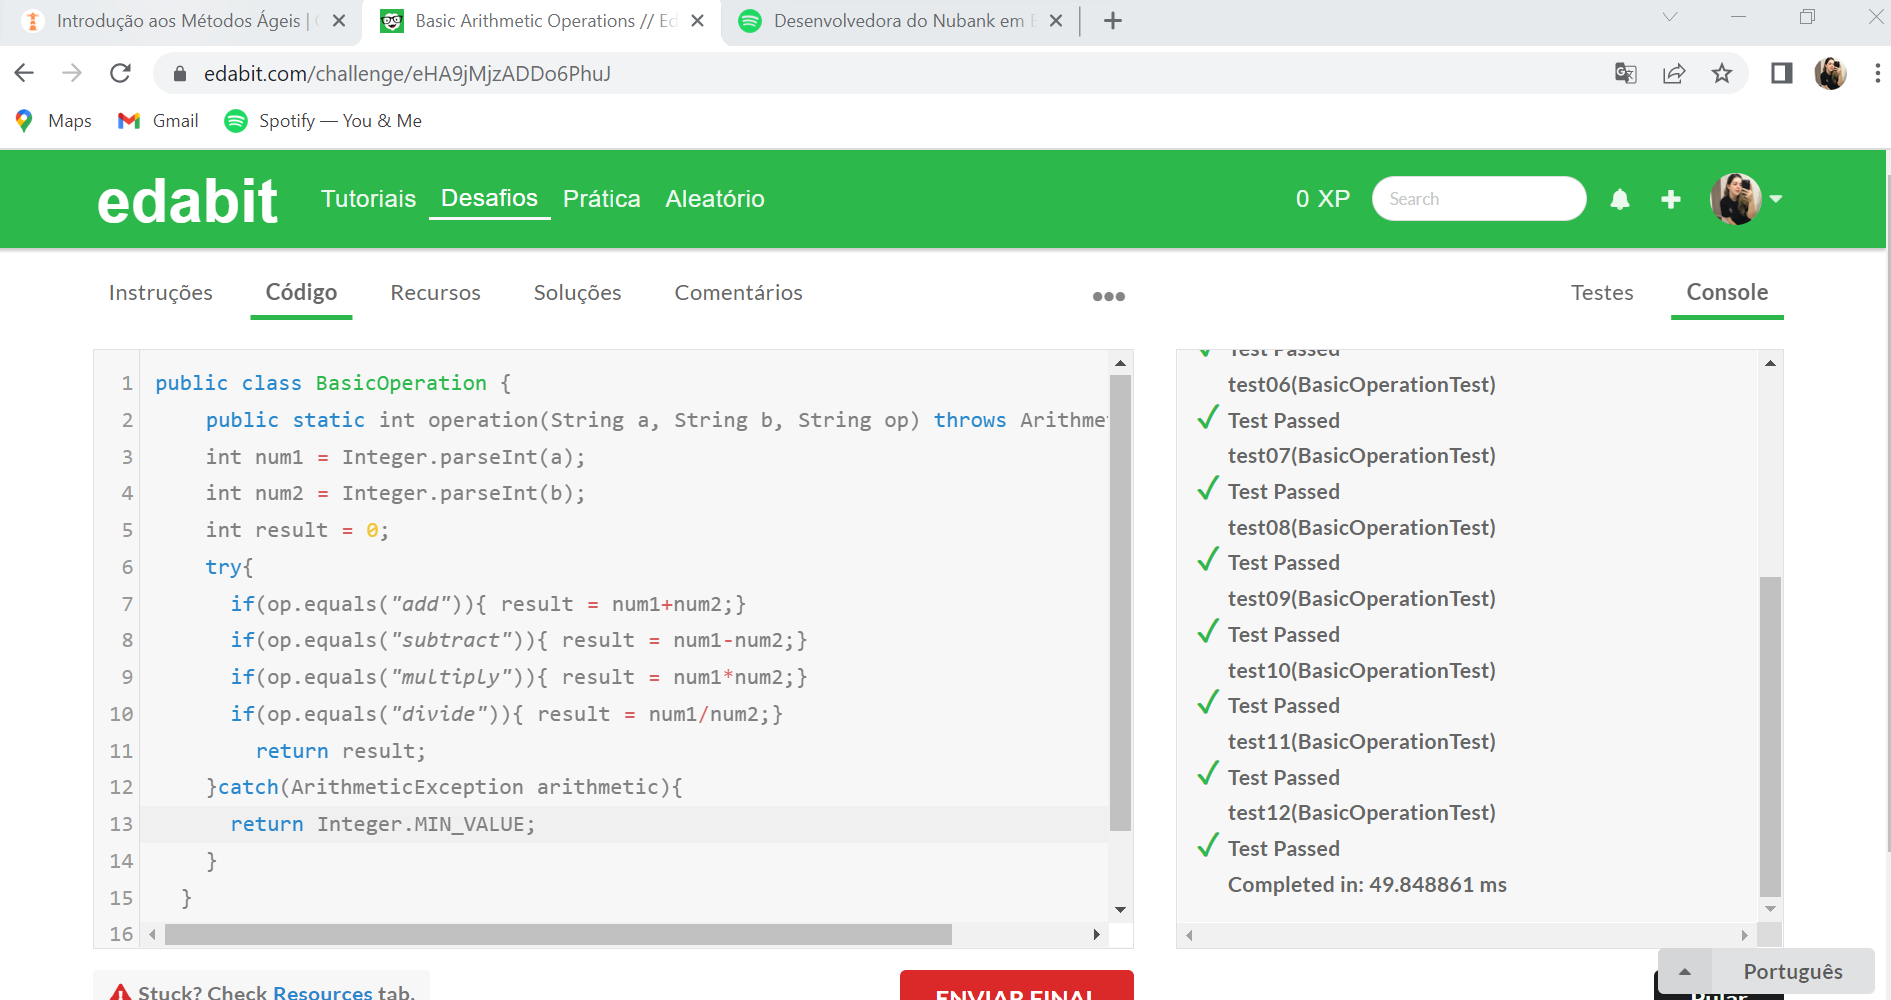 Introdução aos Métodos Ágeis |
Basic Arithmetic Operations // Ed
Desenvolvedora do Nubank em
edabit.com/challenge/eHA9jMjzADDo6PhuJ
Maps
Gmail
Spotify — You & Me
edabit
Tutoriais
Desafios
Prática
Aleatório
0 XP
Search
Instruções
Código
Recursos
Soluções
Comentários
Testes
Console
1 public class BasicOperation {
2 public static int operation(String a, String b, String op) throws Arithme
3 int num1 = Integer.parseInt(a);
4 int num2 = Integer.parseInt(b);
5 int result = 0;
6 try{
7 if(op.equals("add")){ result = num1+num2;}
8 if(op.equals("subtract")){ result = num1-num2;}
9 if(op.equals("multiply")){ result = num1*num2;}
10 if(op.equals("divide")){ result = num1/num2;}
11 return result;
12 }catch(ArithmeticException arithmetic){
13 return Integer.MIN_VALUE;
14 }
15 }
16
Test Passed
test06(BasicOperationTest)
Test Passed
test07(BasicOperationTest)
Test Passed
test08(BasicOperationTest)
Test Passed
test09(BasicOperationTest)
Test Passed
test10(BasicOperationTest)
Test Passed
test11(BasicOperationTest)
Test Passed
test12(BasicOperationTest)
Test Passed
Completed in: 49.848861 ms
Stuck? Check Resources tab.
ENVIAR FINAL
Pular
Português